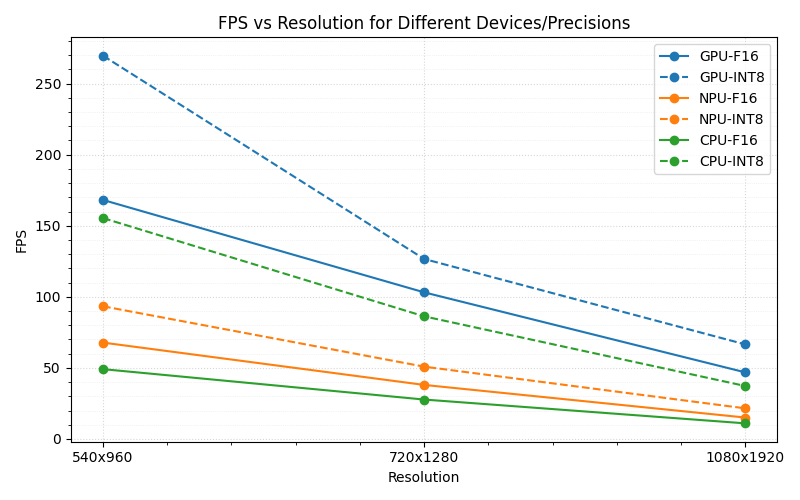 FPS vs Resolution for Different Devices/Precisions
GPU-F16
GPU-INT8
NPU-F16
NPU-INT8
CPU-F16
CPU-INT8
FPS
250
200
150
100
50
0
540x960
720x1280
1080x1920
Resolution